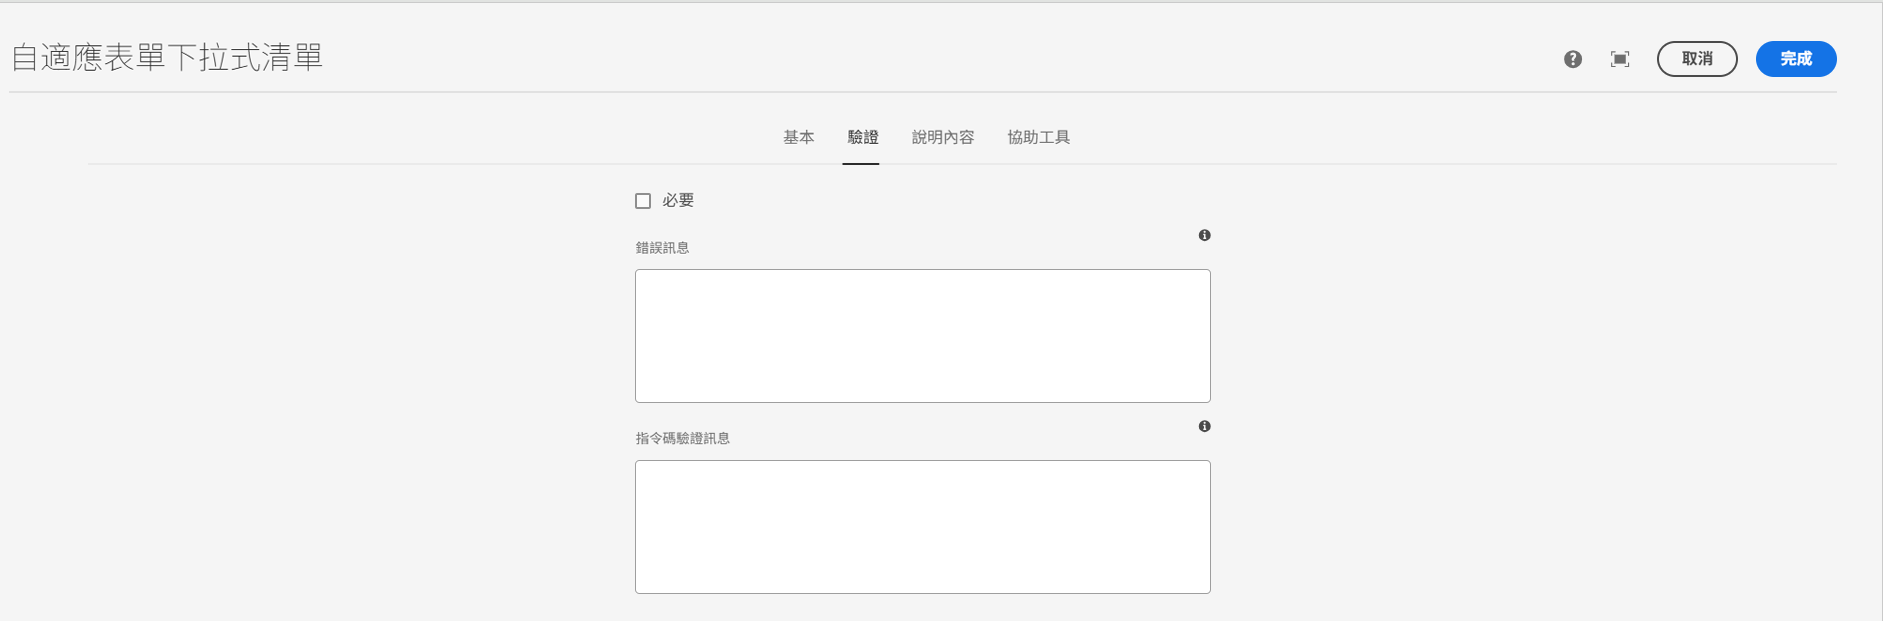 自適應表單下拉式清單
取消 完成
基本 驗證 說明內容 協助工具
必要
錯誤訊息
指令碼驗證訊息